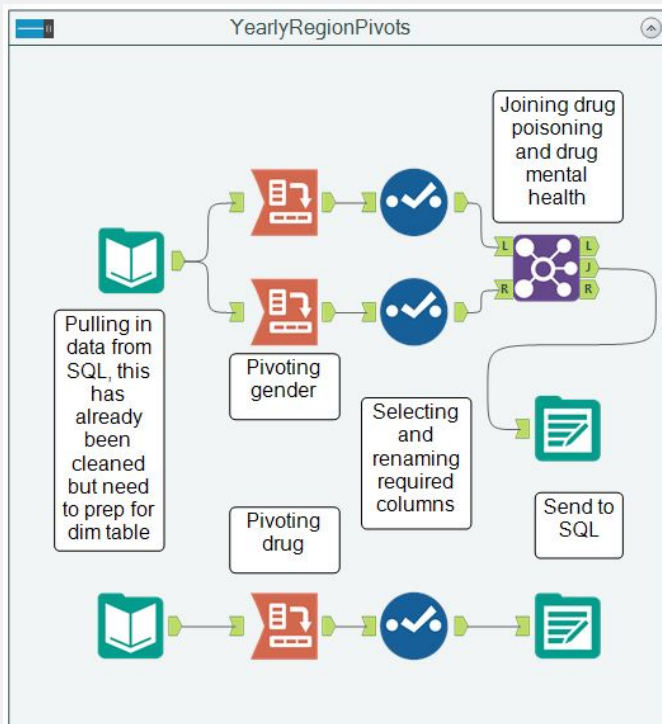 YearlyRegionPivots
Joining drug
poisoning
and drug
mental
health
L
R
L
J
R
Pulling in
data from
SQL, this
has
already
been
cleaned
but need
to prep for
dim table
Pivoting
gender
Selecting
and
renaming
required
columns
Send to
SQL
Pivoting
drug